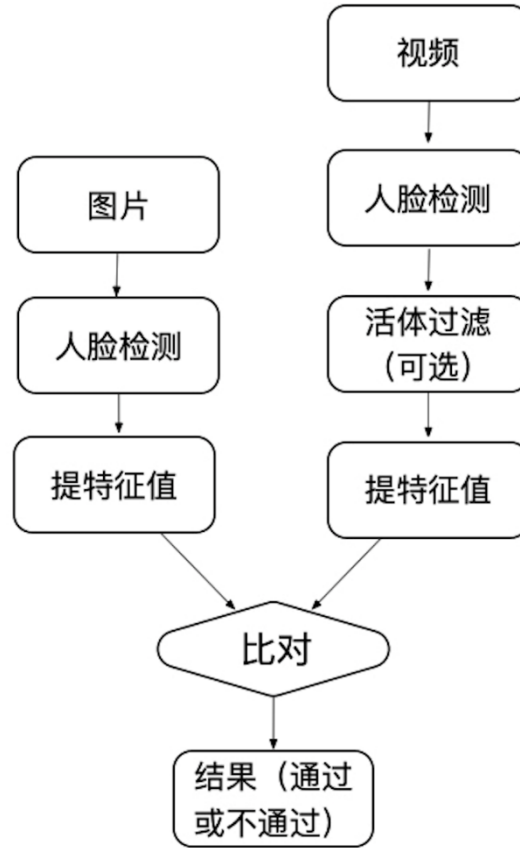 视频
图片
人脸检测
人脸检测
活体过滤
（可选）
提特征值
提特征值
比对
结果（通过
或不通过）